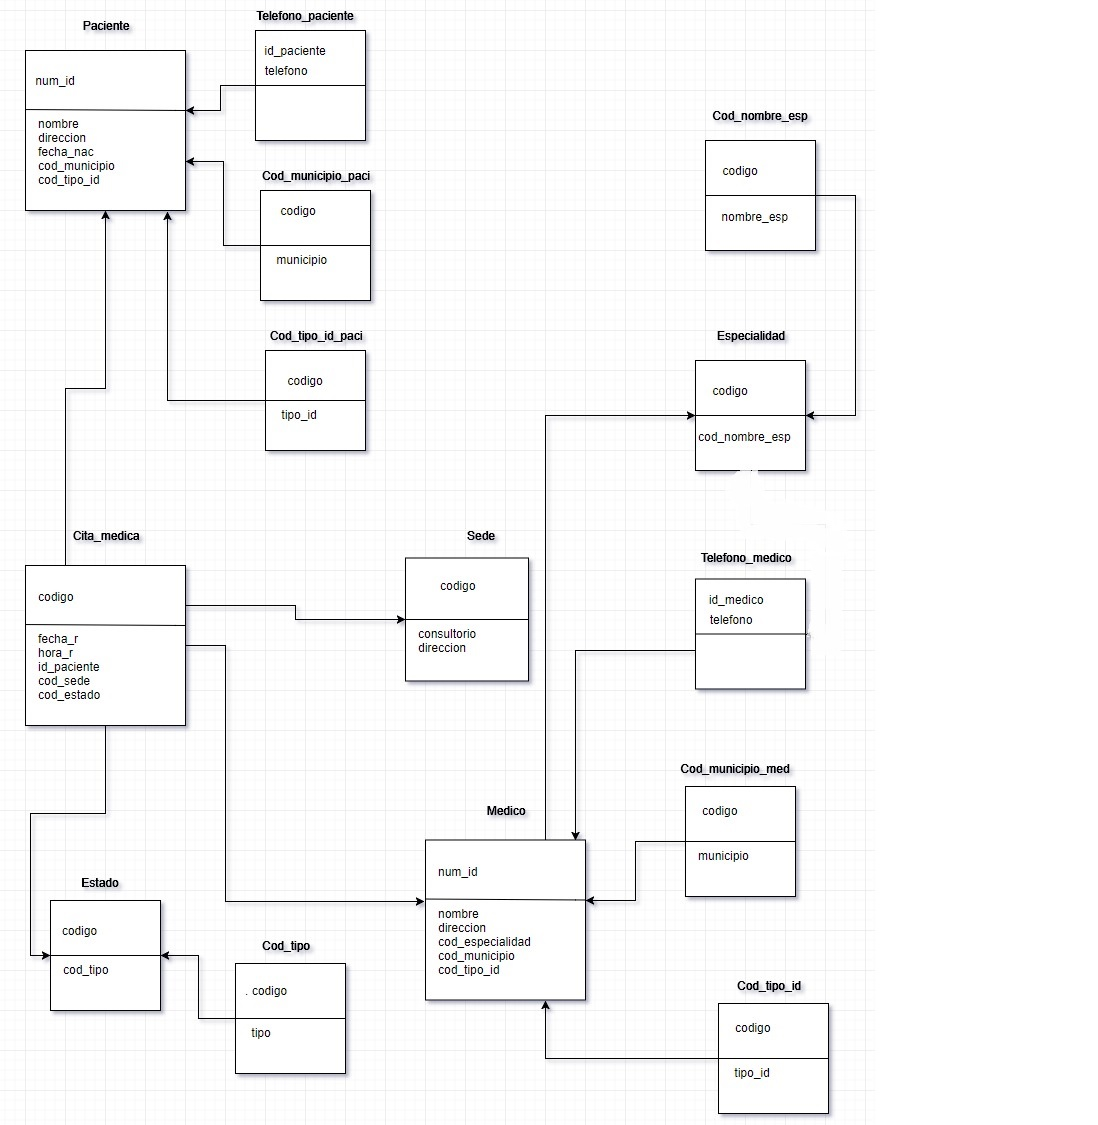 Paciente
num_id
nombre
direccion
fecha_nac
cod_municipio
cod_tipo_id
Telefono_paciente
id_paciente
telefono
Cod_municipio_paci
codigo
municipio
Cod_tipo_id_paci
codigo
tipo_id
Cod_nombre_esp
codigo
nombre_esp
Especialidad
codigo
cod_nombre_esp
Cita_medica
codigo
fecha_r
hora_r
id_paciente
cod_sede
cod_estado
Sede
codigo
consultorio
direccion
Telefono_medico
id_medico
telefono
Cod_municipio_med
codigo
municipio
Medico
num_id
nombre
direccion
cod_especialidad
cod_municipio
cod_tipo_id
Estado
codigo
cod_tipo
Cod_tipo
. codigo
tipo
Cod_tipo_id
codigo
tipo_id